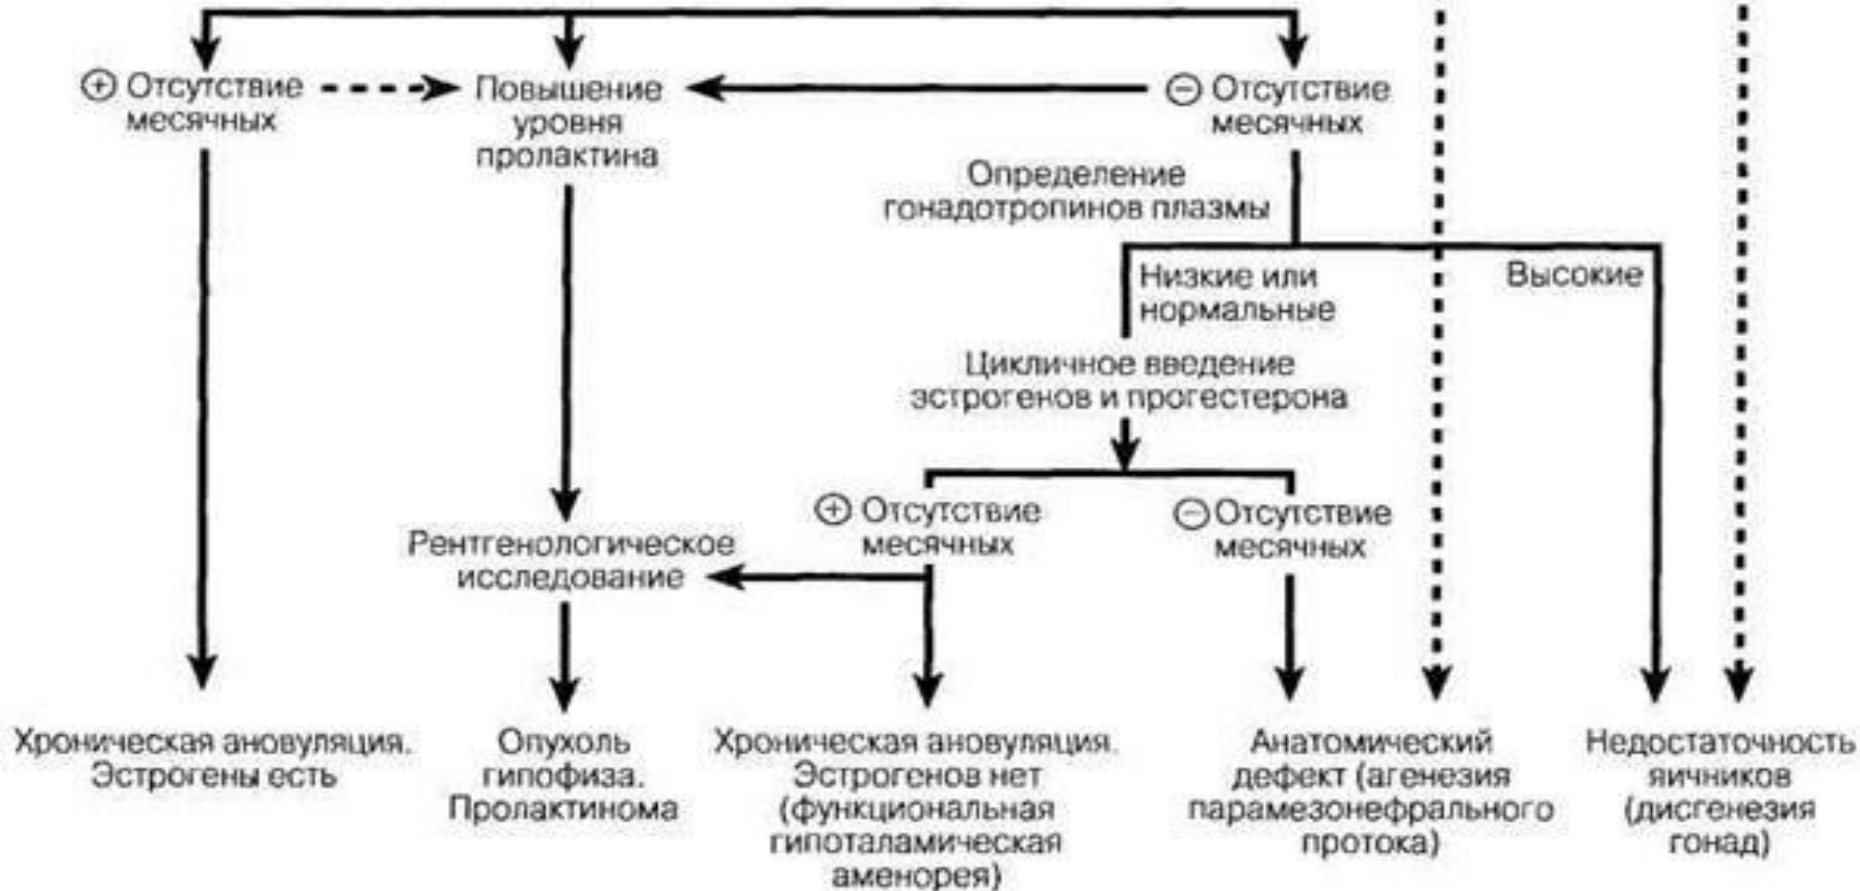 ⊕ Отсутствие
месячных
Повышение
уровня
пролактина
⊖ Отсутствие
месячных
Определение
гонадотропинов плазмы
Низкие или
нормальные
Высокие
Цикличное введение
эстрогенов и прогестерона
⊕ Отсутствие
месячных
⊖ Отсутствие
месячных
Рентгенологическое
исследование
Хроническая ановуляция.
Эстрогены есть
Опухоль
гипофиза.
Пролактинома
Хроническая ановуляция.
Эстрогенов нет
(функциональная
гипоталамическая
аменорея)
Анатомический
дефект (агенезия
парамезонефрального
протока)
Недостаточность
яичников
(дисгенезия
гонад)